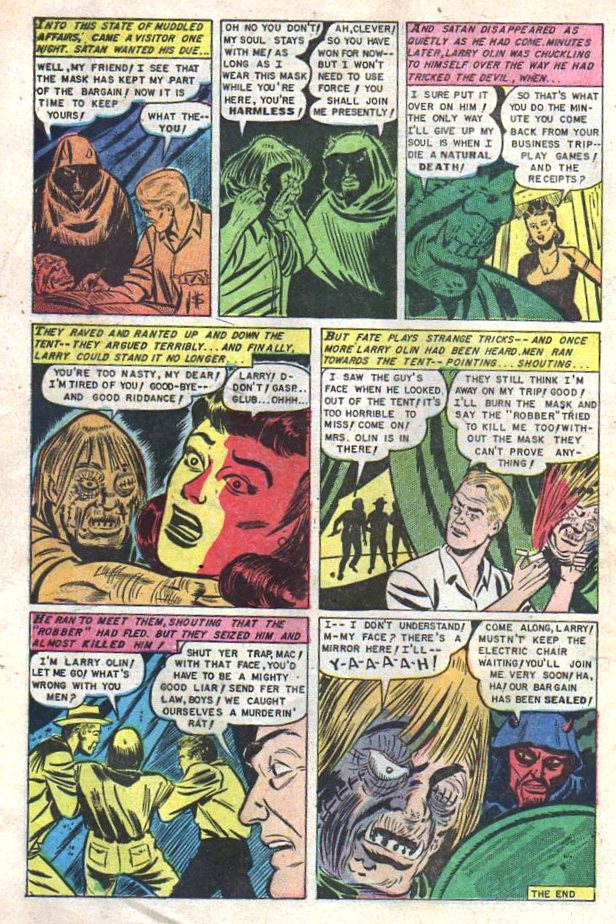 INTO THIS STATE OF MUDDLED
AFFAIRS, CAME A VISITOR ONE
NIGHT. SATAN WANTED HIS DUE...
WELL, MY FRIEND! I SEE THAT
THE MASK HAS KEPT MY PART
OF THE BARGAIN! NOW IT IS
TIME TO KEEP
YOURS!
WHAT THE--
YOU!
OH NO YOU DON'T!
MY SOUL STAYS
WITH ME! AS
LONG AS I
WEAR THIS MASK
WHILE YOU'RE
HERE, YOU'RE
HARMLESS!
AH, CLEVER!
SO YOU HAVE
WON FOR NOW--
BUT I WON'T
NEED TO USE
FORCE! YOU
SHALL JOIN
ME PRESENTLY!
AND SATAN DISAPPEARED AS
QUIETLY AS HE HAD COME. MINUTES
LATER, LARRY OLIN WAS CHUCKLING
TO HIMSELF OVER THE WAY HE HAD
TRICKED THE DEVIL, WHEN...
I SURE PUT IT
OVER ON HIM!
THE ONLY WAY
I'LL GIVE UP MY
SOUL IS WHEN I
DIE A NATURAL
DEATH!
SO THAT'S WHAT
YOU DO THE MIN-
UTE YOU COME
BACK FROM YOUR
BUSINESS TRIP--
PLAY GAMES!
AND THE
RECEIPTS?
THEY RAVED AND RANTED UP AND DOWN THE
TENT--THEY ARGUED TERRIBLY...AND FINALLY,
LARRY COULD STAND IT NO LONGER...
YOU'RE TOO NASTY, MY DEAR!
I'M TIRED OF YOU! GOOD-BYE--
AND GOOD RIDDANCE!
LARRY! D-
DON'T! GASP..
GLUB...OHHH...
BUT FATE PLAYS STRANGE TRICKS--AND ONCE
MORE LARRY OLIN HAD BEEN HEARD. MEN RAN
TOWARDS THE TENT--POINTING...SHOUTING...
I SAW THE GUY'S
FACE WHEN HE LOOKED
OUT OF THE TENT! IT'S
TOO HORRIBLE TO
MISS! COME ON!
MRS. OLIN IS IN
THERE!
THEY STILL THINK I'M
AWAY ON MY TRIP! GOOD!
I'LL BURN THE MASK AND
SAY THE "ROBBER" TRIED
TO KILL ME TOO! WITH-
OUT THE MASK THEY
CAN'T PROVE ANY-
THING!
HE RAN TO MEET THEM, SHOUTING THAT THE
"ROBBER" HAD FLED. BUT THEY SEIZED HIM AND
ALMOST KILLED HIM!
I'M LARRY OLIN!
LET ME GO! WHAT'S
WRONG WITH YOU
MEN?
SHUT YER TRAP, MAC!
WITH THAT FACE, YOU'D
HAVE TO BE A MIGHTY
GOOD LIAR! SEND FER THE
LAW, BOYS! WE CAUGHT
OURSELVES A MURDERIN'
RAT!
I-- I DON'T UNDERSTAND!
M-MY FACE? THERE'S A
MIRROR HERE! I'LL--
Y-A-A-A-A-H!
COME ALONG, LARRY!
MUSTN'T KEEP THE
ELECTRIC CHAIR
WAITING! YOU'LL JOIN
ME VERY SOON! HA,
HA! OUR BARGAIN
HAS BEEN SEALED!
THE END